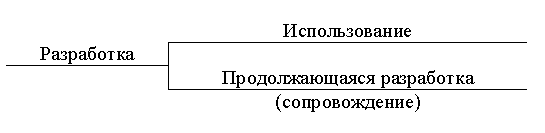 Использование
Разработка
Продолжающаяся разработка
(сопровождение)